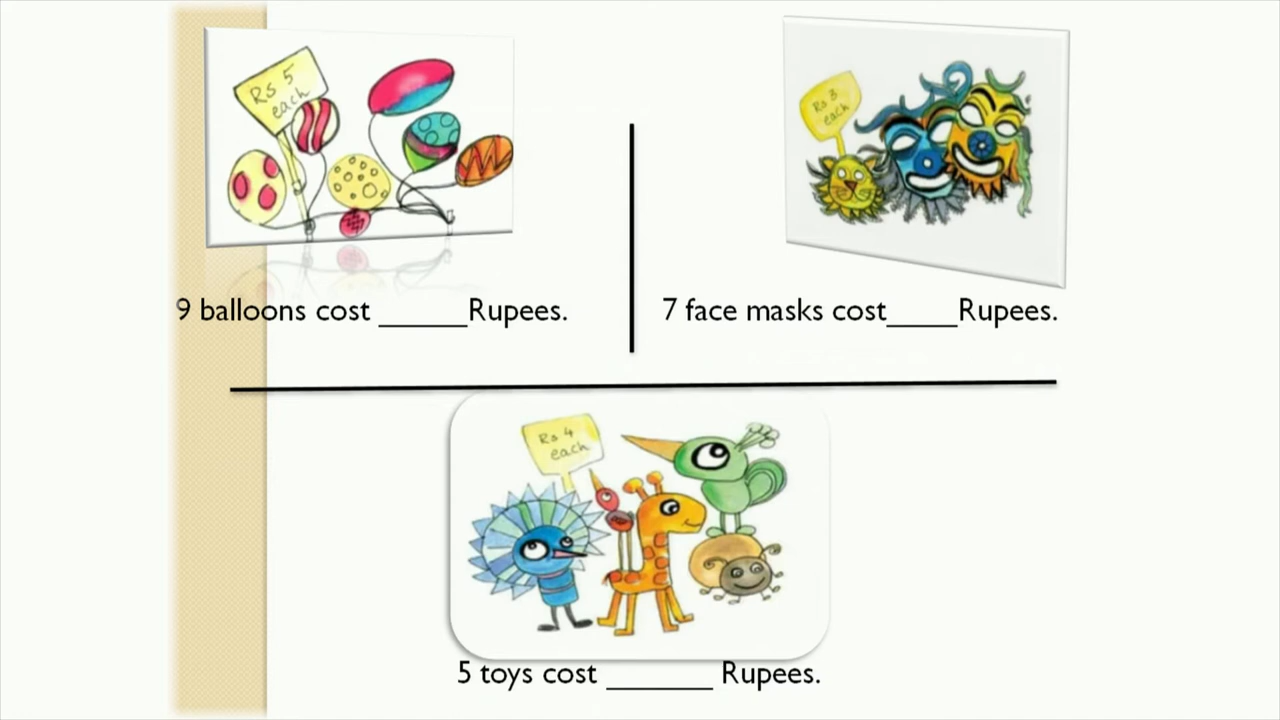 Rs 5
each
Rs 3
each
9 balloons cost ______Rupees.
7 face masks cost_____Rupees.
Rs 4
each
5 toys cost _______ Rupees.